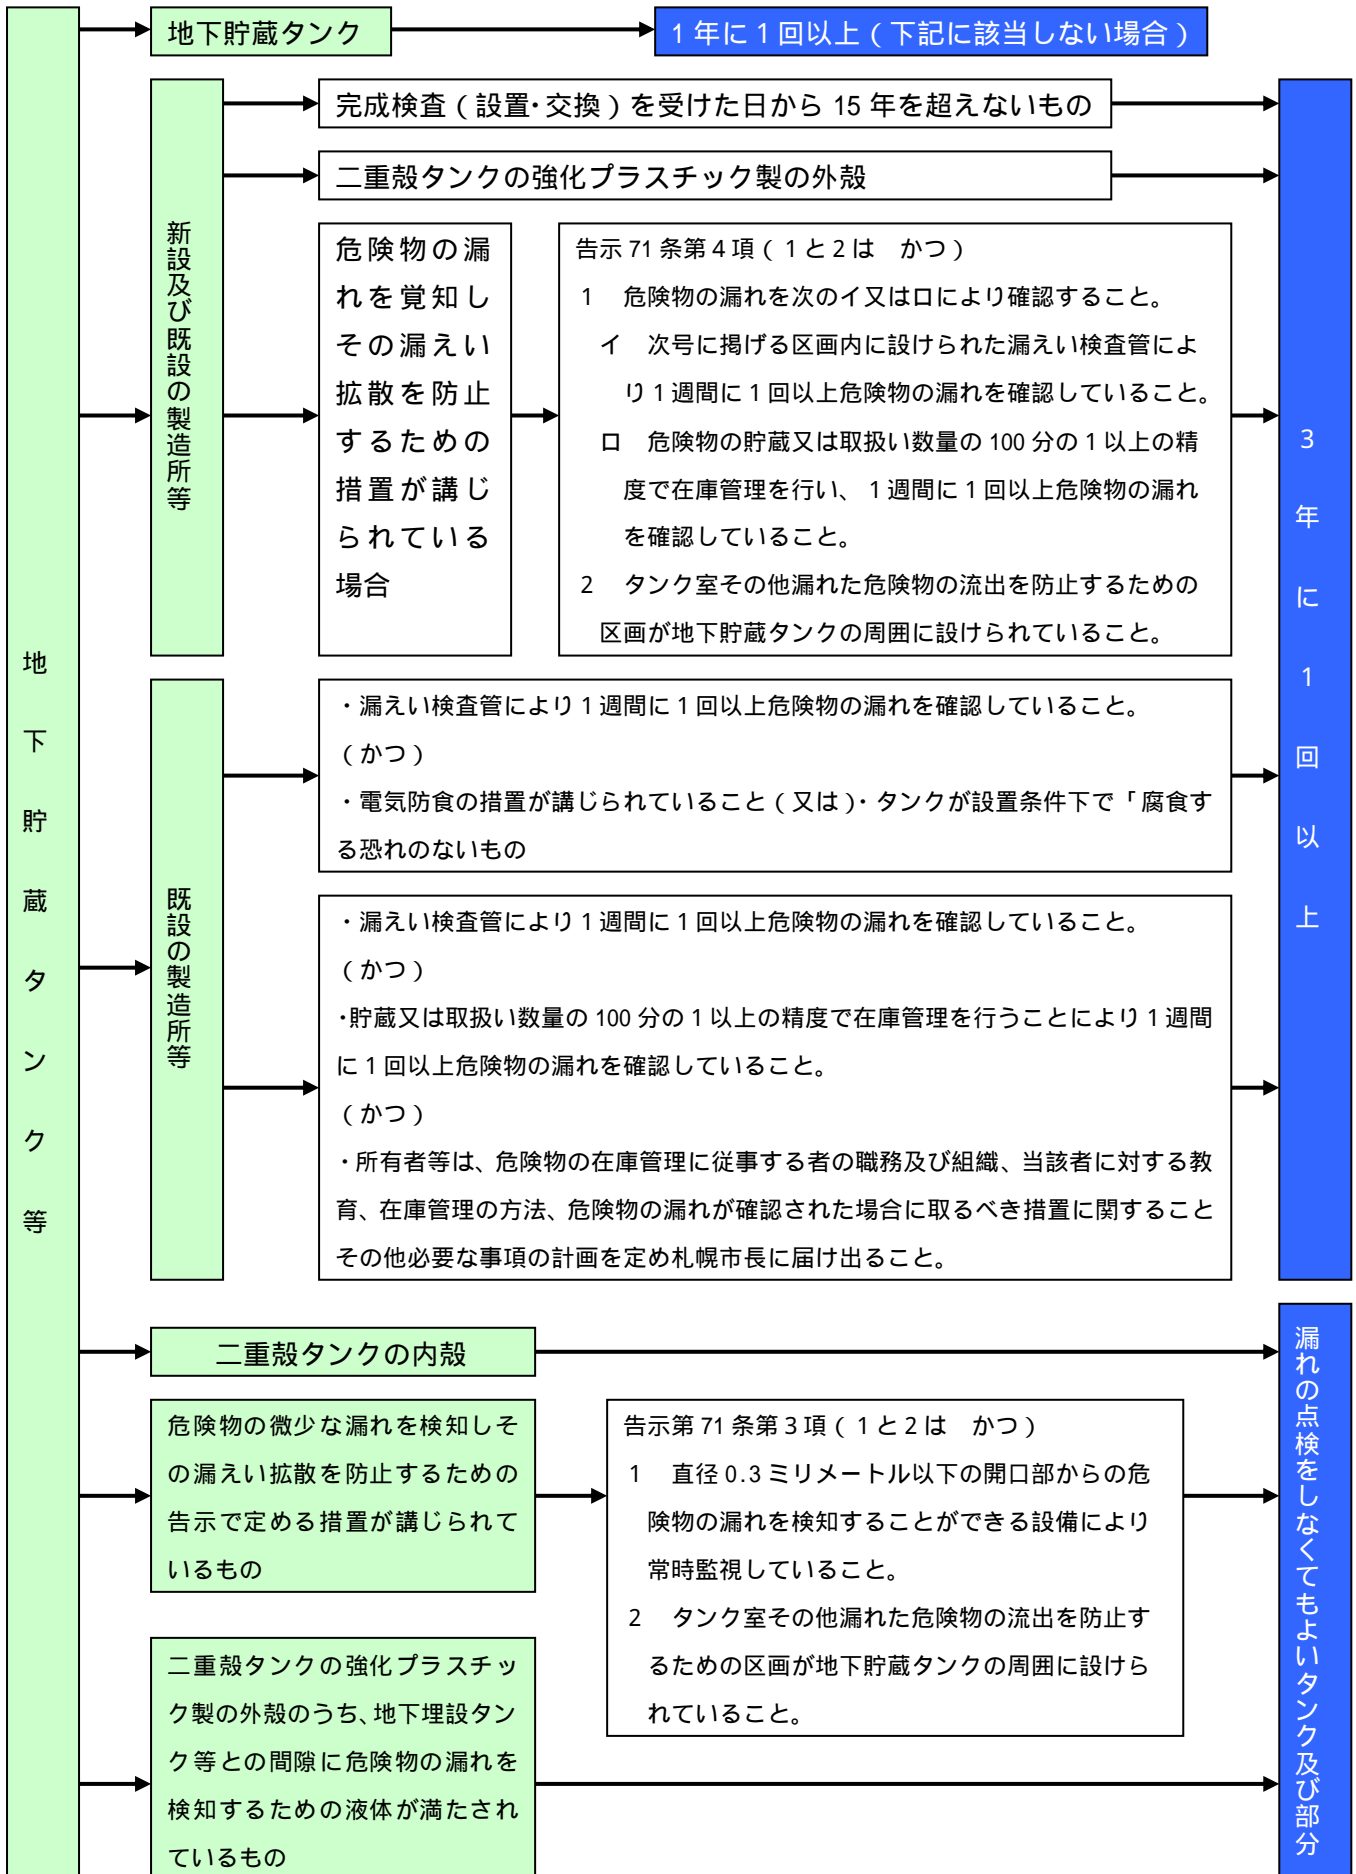 地下貯蔵タンク等
地下貯蔵タンク
1年に1回以上(下記に該当しない場合)
新設及び既設の製造所等
完成検査(設置・交換)を受けた日から 15 年を超えないもの
二重殻タンクの強化プラスチック製の外殻
危険物の漏
れを覚知し
その漏えい
拡散を防止
するための
措置が講じ
られている
場合
告示 71 条第4項(1と2は かつ)
1 危険物の漏れを次のイ又はロにより確認すること。
イ 次号に掲げる区画内に設けられた漏えい検査管によ
り1週間に1回以上危険物の漏れを確認していること。
ロ 危険物の貯蔵又は取扱い数量の 100 分の1以上の精
度で在庫管理を行い、1週間に1回以上危険物の漏れ
を確認していること。
2 タンク室その他漏れた危険物の流出を防止するための
区画が地下貯蔵タンクの周囲に設けられていること。
3年に1回以上
既設の製造所等
・漏えい検査管により1週間に1回以上危険物の漏れを確認していること。
(かつ)
・電気防食の措置が講じられていること(又は)・タンクが設置条件下で「腐食す
る恐れのないもの
・漏えい検査管により1週間に1回以上危険物の漏れを確認していること。
(かつ)
・貯蔵又は取扱い数量の 100 分の1以上の精度で在庫管理を行うことにより1週間
に1回以上危険物の漏れを確認していること。
(かつ)
・所有者等は、危険物の在庫管理に従事する者の職務及び組織、当該者に対する教
育、在庫管理の方法、危険物の漏れが確認された場合に取るべき措置に関すること
その他必要な事項の計画を定め札幌市長に届け出ること。
二重殻タンクの内殻
危険物の微少な漏れを検知しそ
の漏えい拡散を防止するための
告示で定める措置が講じられて
いるもの
告示第 71 条第3項(1と2は かつ)
1 直径 0.3 ミリメートル以下の開口部からの危
険物の漏れを検知することができる設備により
常時監視していること。
2 タンク室その他漏れた危険物の流出を防止す
るための区画が地下貯蔵タンクの周囲に設けら
れていること。
二重殻タンクの強化プラスチッ
ク製の外殻のうち、地下埋設タン
ク等との間隙に危険物の漏れを
検知するための液体が満たされ
ているもの
漏れの点検をしなくてもよいタンク及び部分